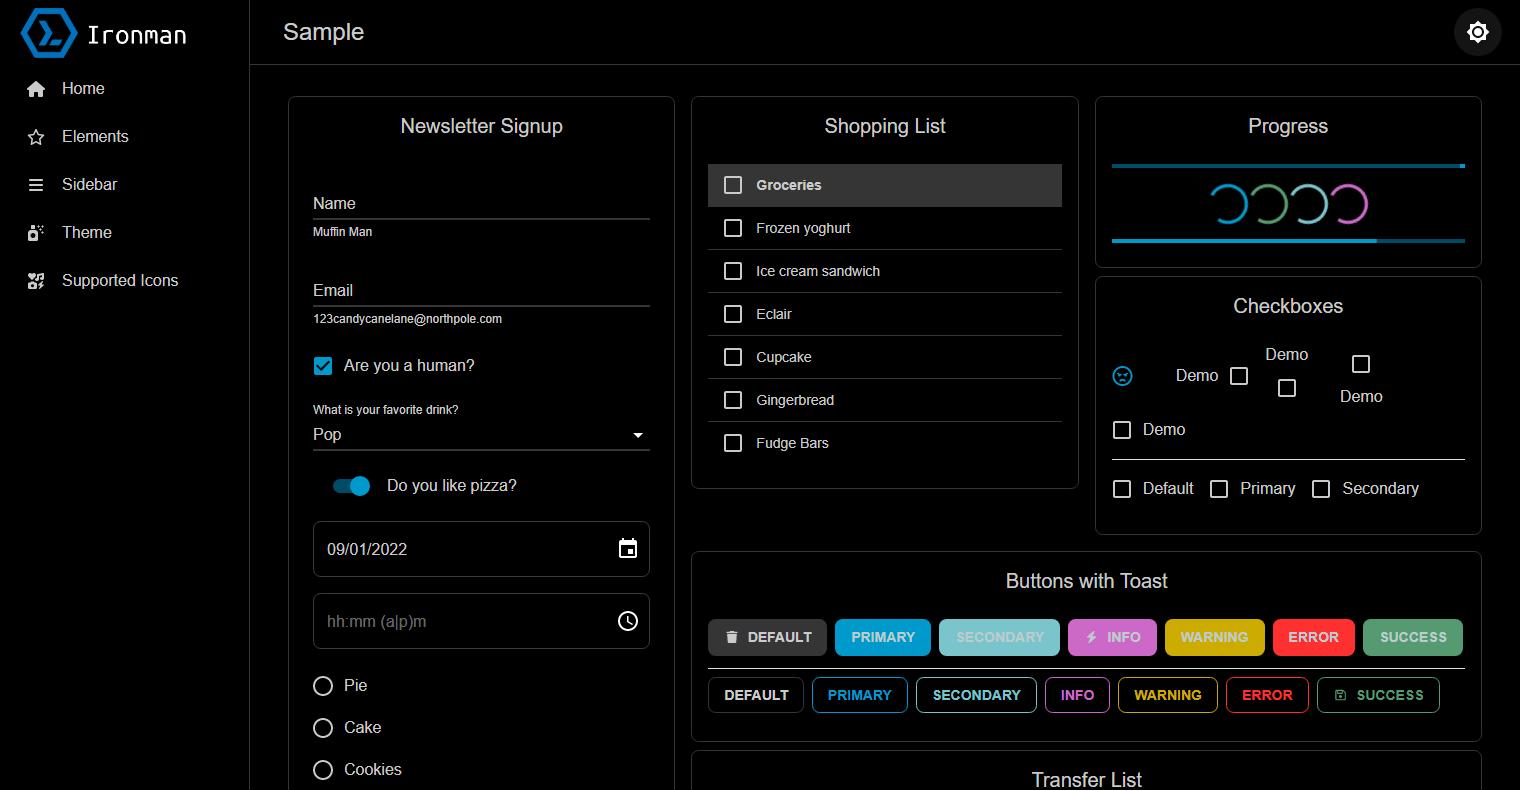 Ironman
Home
Elements
Sidebar
Theme
Supported Icons
Sample
Newsletter Signup
Name
Muffin Man
Email
123candycanelane@northpole.com
Are you a human?
What is your favorite drink?
Pop
Do you like pizza?
09/01/2022
hh:mm (a|p)m
Pie
Cake
Cookies
Shopping List
Groceries
Frozen yoghurt
Ice cream sandwich
Eclair
Cupcake
Gingerbread
Fudge Bars
Progress
Checkboxes
Demo
Demo
Demo
Demo
Default Primary Secondary
Buttons with Toast
DEFAULT PRIMARY SECONDARY INFO WARNING ERROR SUCCESS
DEFAULT PRIMARY SECONDARY INFO WARNING ERROR SUCCESS
Transfer List